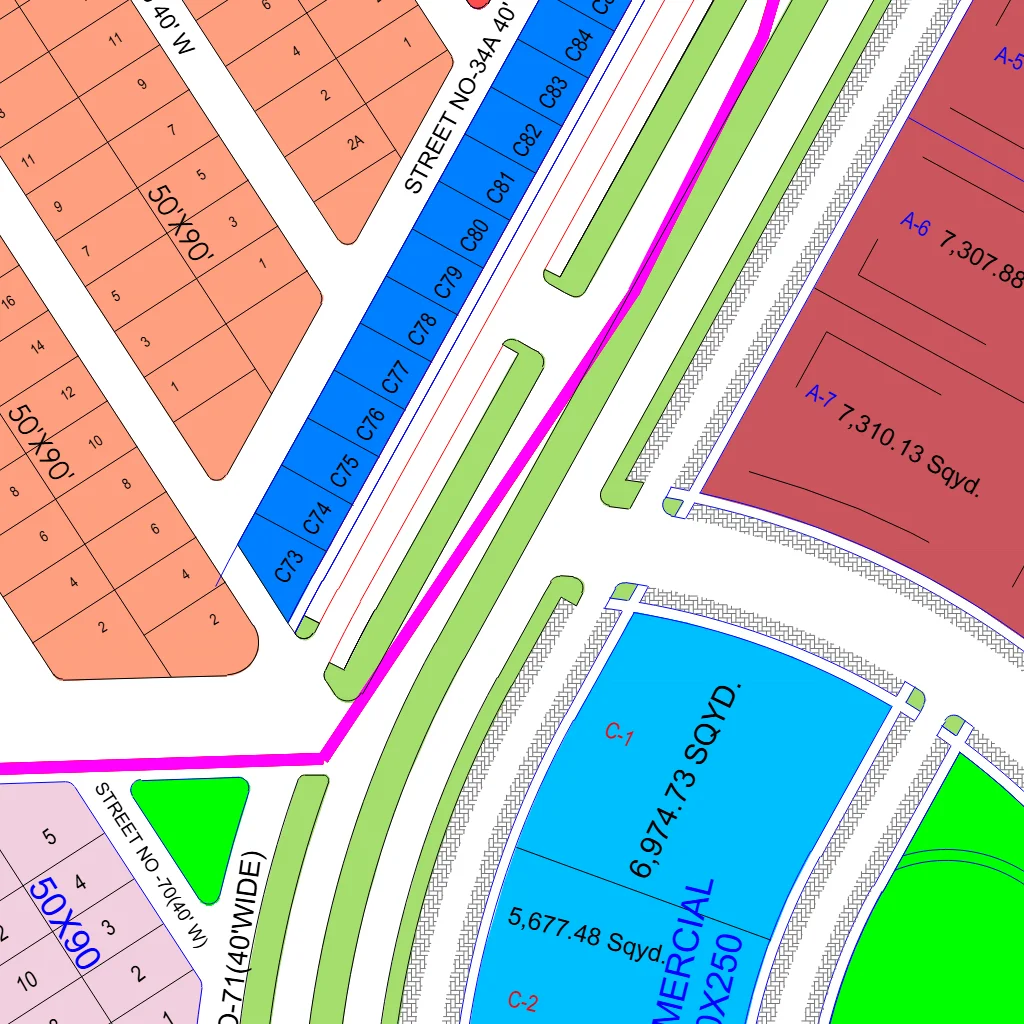 40' W
11
9
7
5
3
1
11
9
7
5
3
1
50'X90'
6
4
2
2A
1
STREET NO-34A 40'
C84
C83
C82
C81
C80
C79
C78
C77
C76
C75
C74
C73
16
14
12
10
8
6
4
2
50'X90'
8
6
4
2
A-5
A-6
7,307.88
A-7
7,310.13 Sqyd.
C-1
6,974.73 SQYD.
5,677.48 Sqyd.
C-2
MERCIAL
0X250
STREET NO -70(40'W)
D-71(40"WIDE)
5
4
3
2
1
50X90
2
10